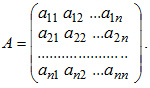 a11 a12 ...a1n
A = a21 a22 ...a2n .
......................
an1 an2 ...ann